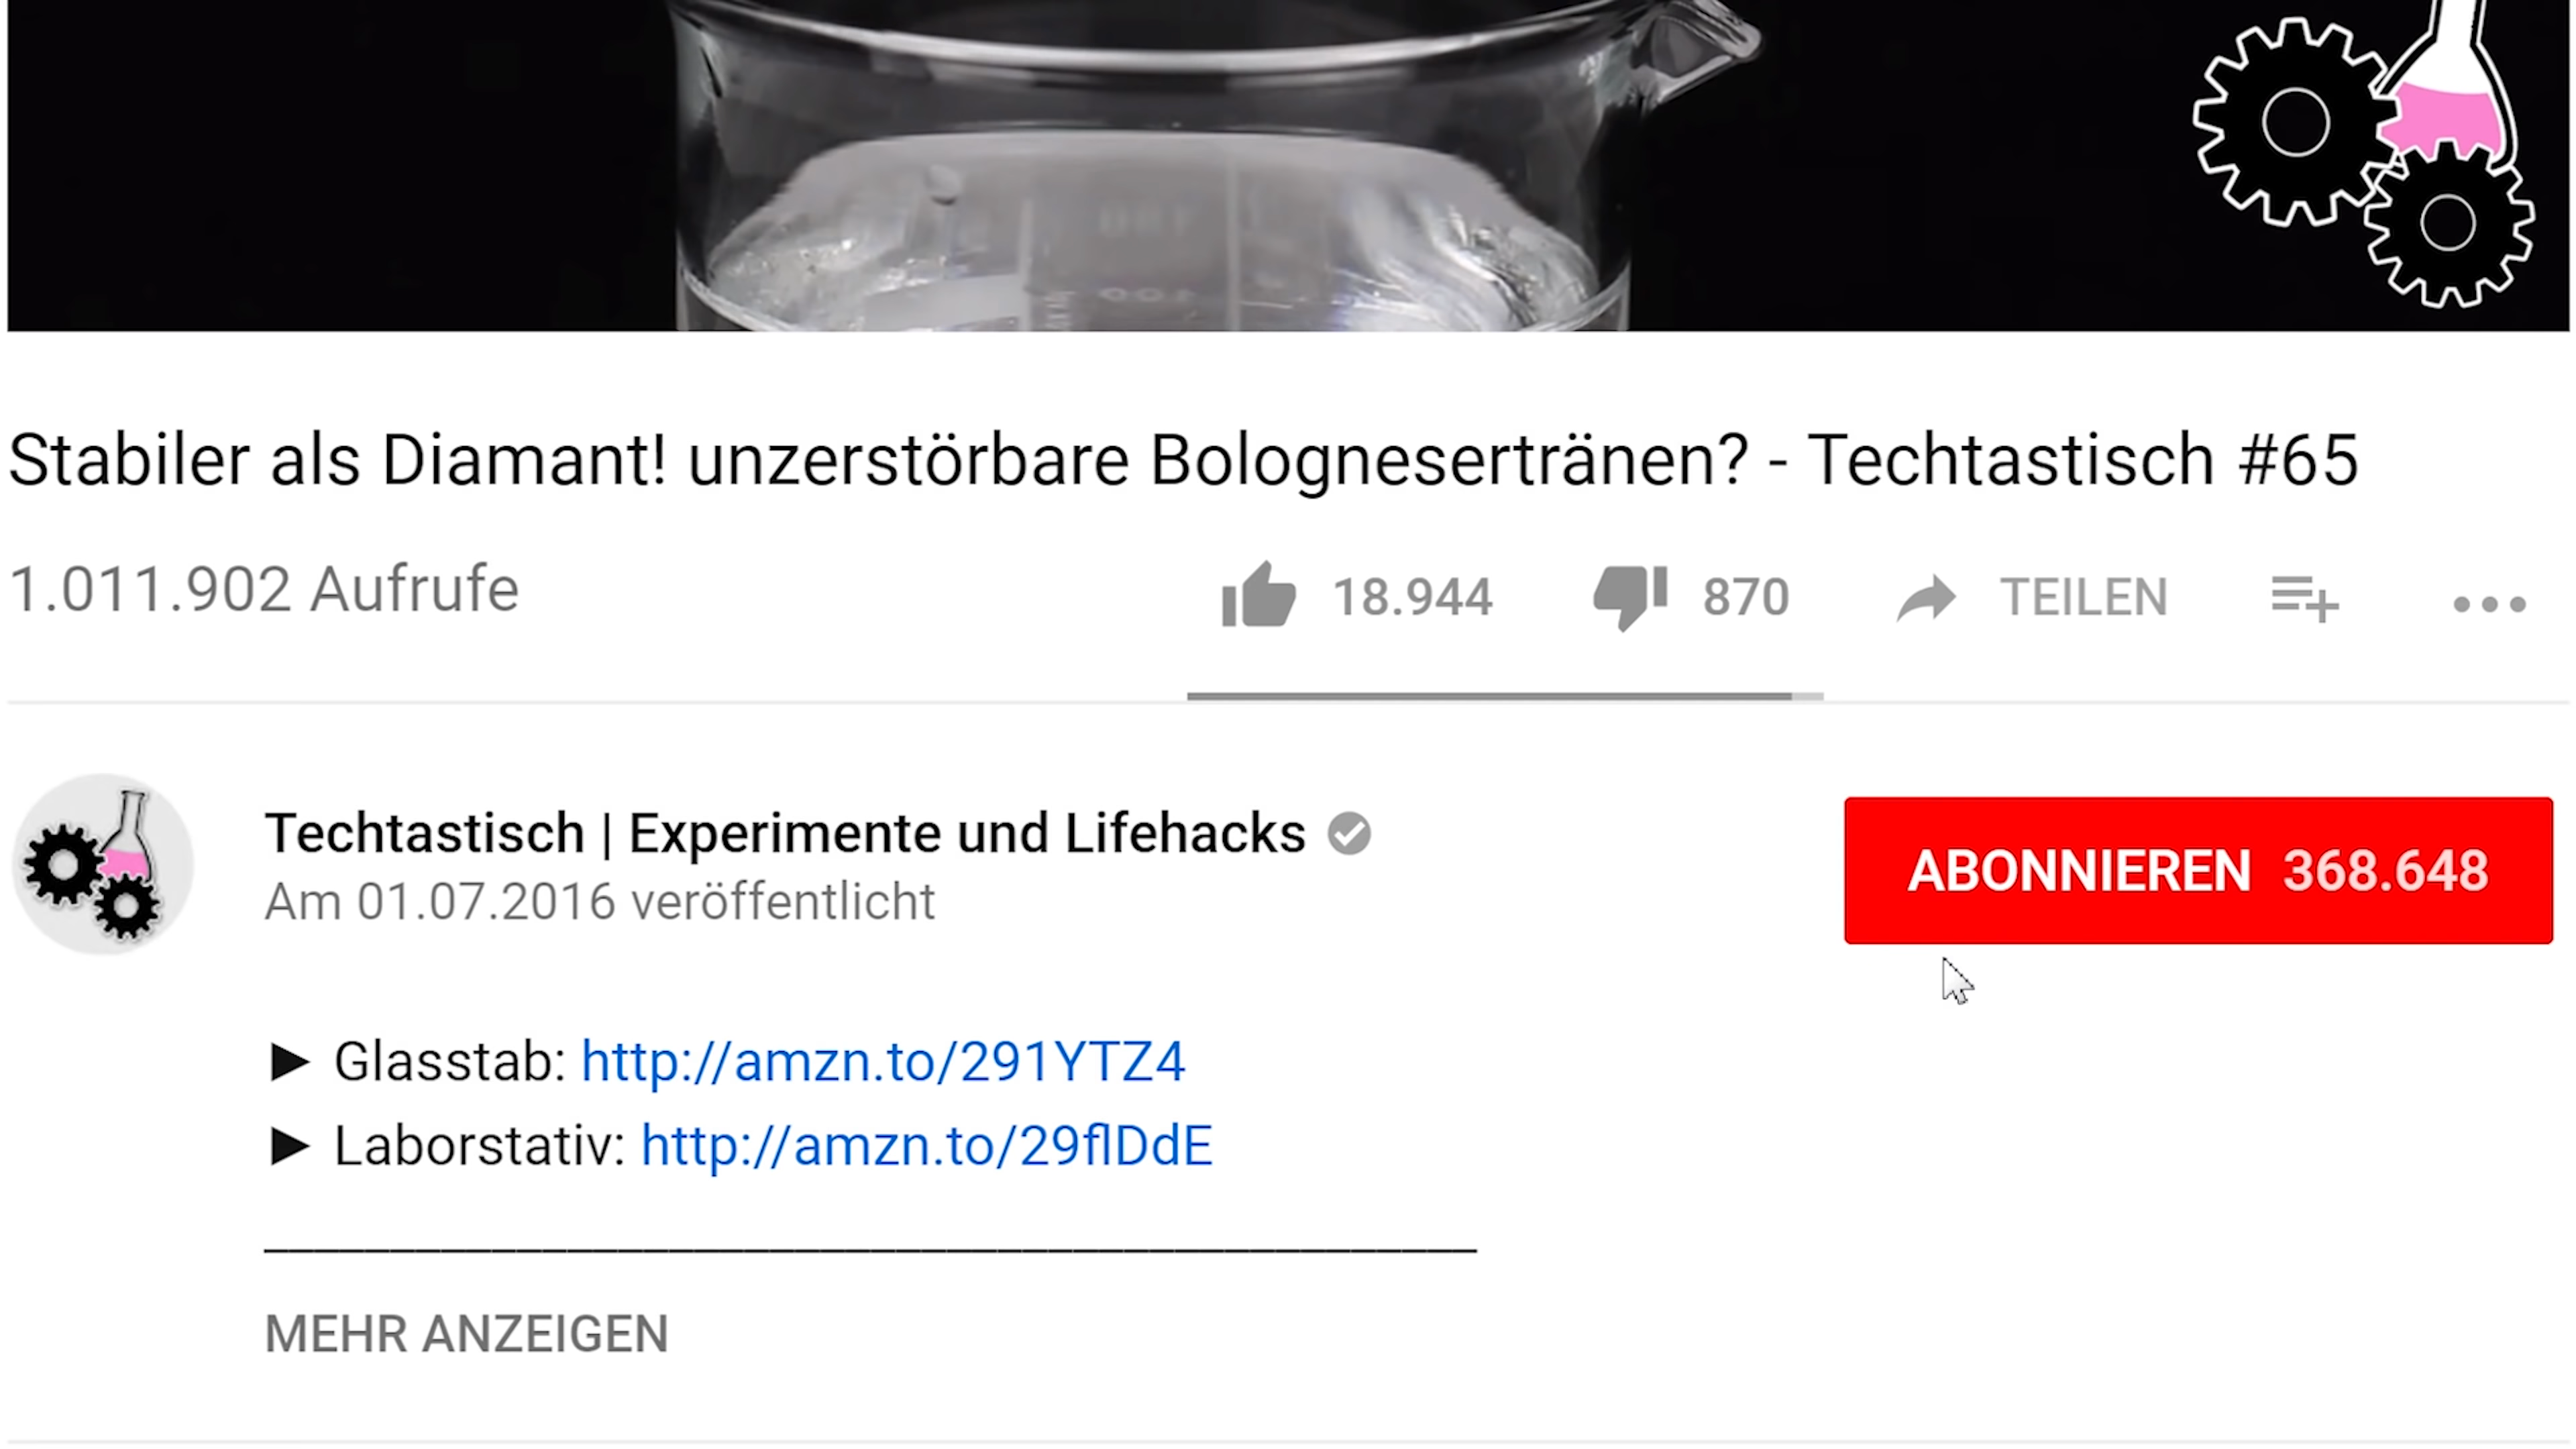 Stabiler als Diamant! unzerstörbare Bolognesertränen? - Techtastisch #65
1.011.902 Aufrufe
18.944
870
TEILEN
Techtastisch | Experimente und Lifehacks
Am 01.07.2016 veröffentlicht
ABONNIEREN 368.648
► Glasstab: http://amzn.to/291YTZ4
► Laborstativ: http://amzn.to/29flDdE
MEHR ANZEIGEN